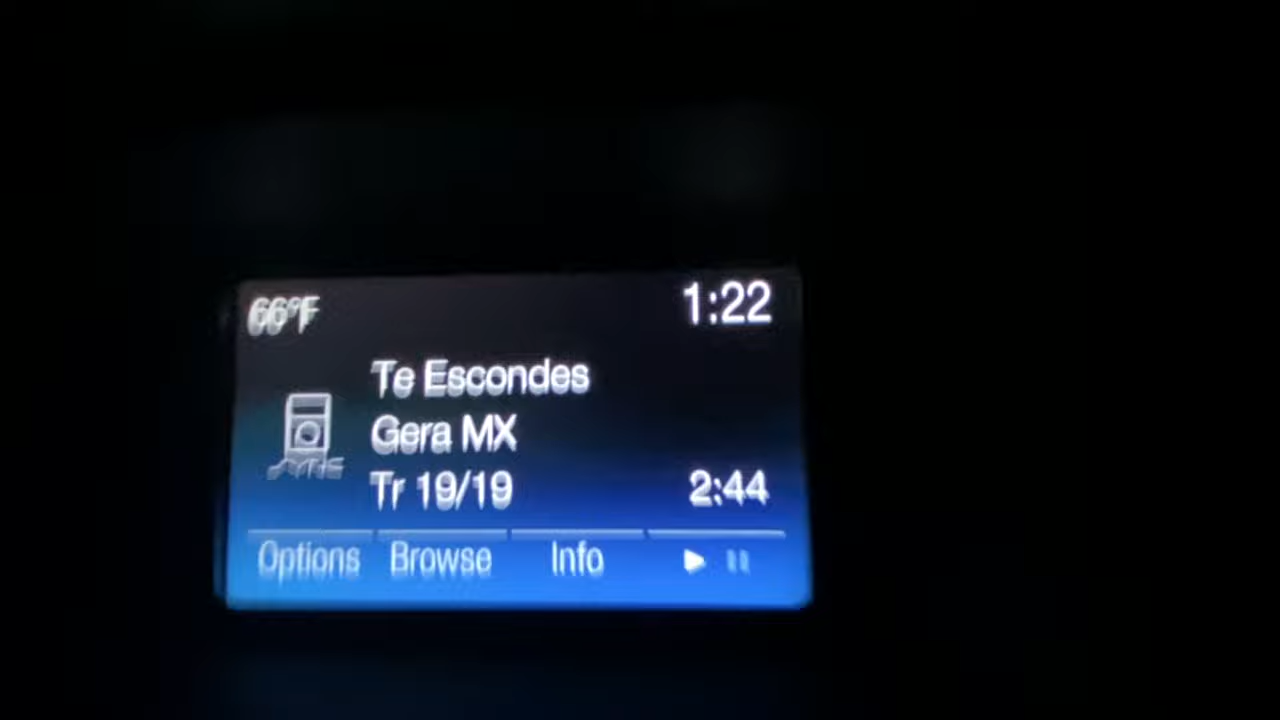 66°F 1:22
Te Escondes
Gera MX
Tr 19/19 2:44
Options Browse Info